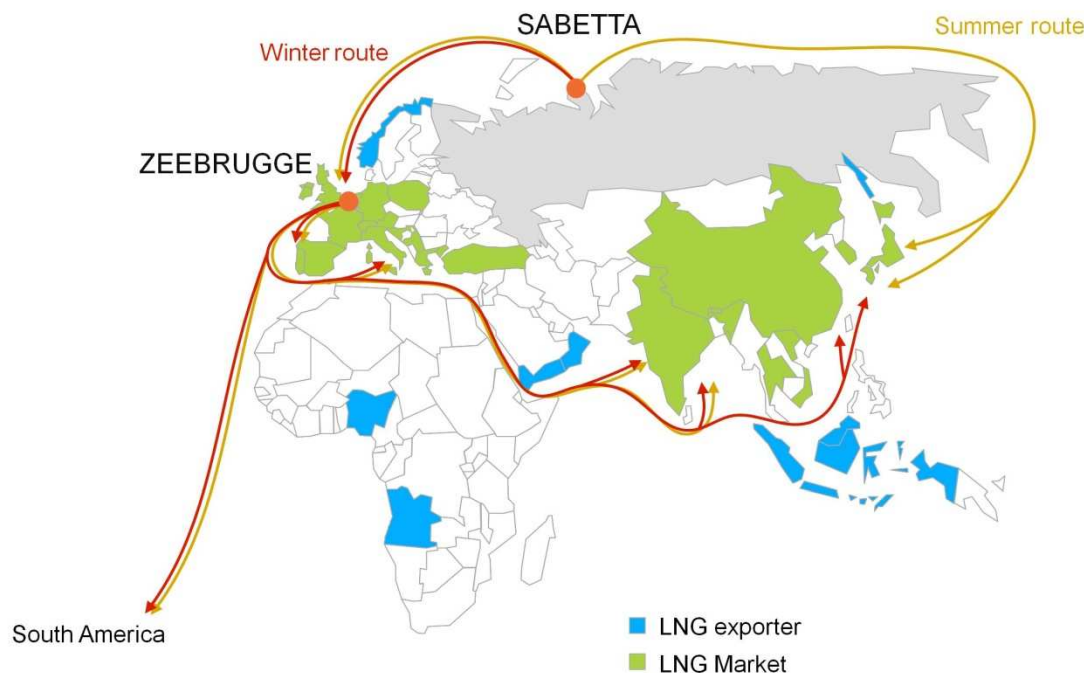 SABETTA
Summer route
Winter route
ZEEBRUGGE
South America
LNG exporter
LNG Market